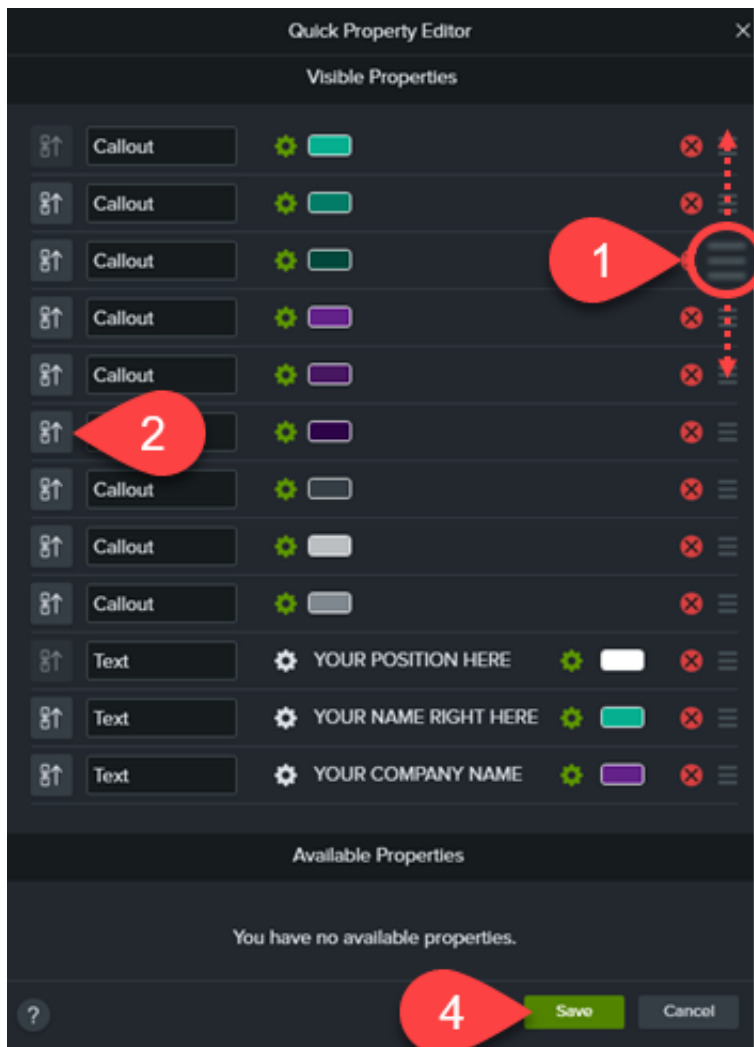 Quick Property Editor
Visible Properties
Callout
Callout
Callout
1
Callout
Callout
2
Callout
Callout
Callout
Text YOUR POSITION HERE
Text YOUR NAME RIGHT HERE
Text YOUR COMPANY NAME
Available Properties
You have no available properties.
? 4 Save Cancel